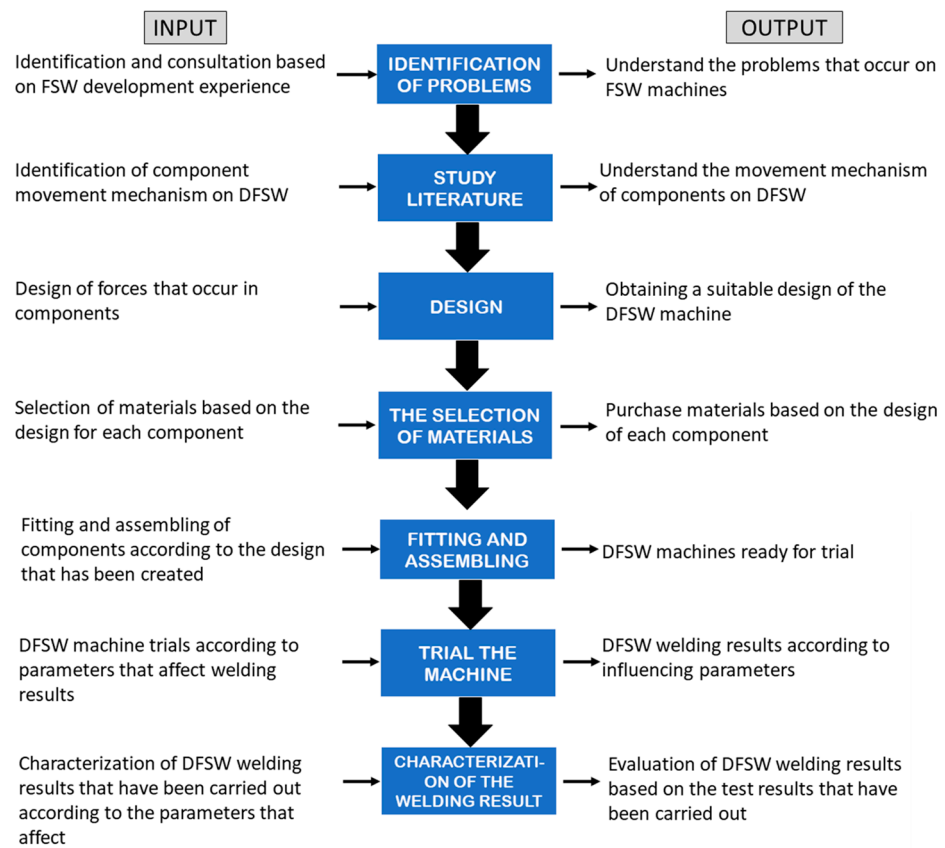 INPUT
OUTPUT
Identification and consultation based
on FSW development experience
IDENTIFICATION
OF PROBLEMS
Understand the problems that occur on
FSW machines
Identification of component
movement mechanism on DFSW
STUDY
LITERATURE
Understand the movement mechanism
of components on DFSW
Design of forces that occur in
components
DESIGN
Obtaining a suitable design of the
DFSW machine
Selection of materials based on the
design for each component
THE SELECTION
OF MATERIALS
Purchase materials based on the design
of each component
Fitting and assembling of
components according to the design
that has been created
FITTING AND
ASSEMBLING
DFSW machines ready for trial
DFSW machine trials according to
parameters that affect welding
results
TRIAL THE
MACHINE
DFSW welding results according to
influencing parameters
Characterization of DFSW welding
results that have been carried out
according to the parameters that
affect
CHARACTERIZATI-
ON OF THE
WELDING RESULT
Evaluation of DFSW welding results
based on the test results that have
been carried out